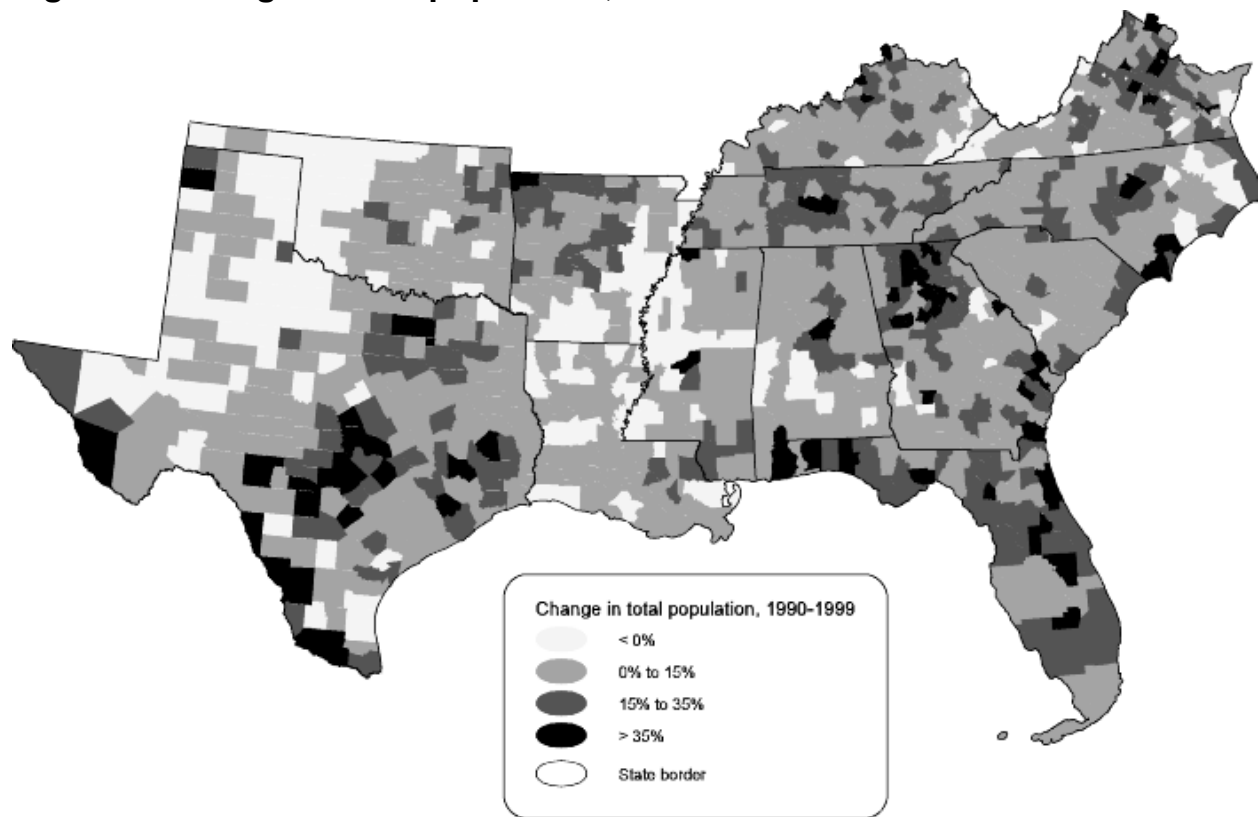 Change in total population, 1990-1999
< 0%
0% to 15%
15% to 35%
> 35%
State border